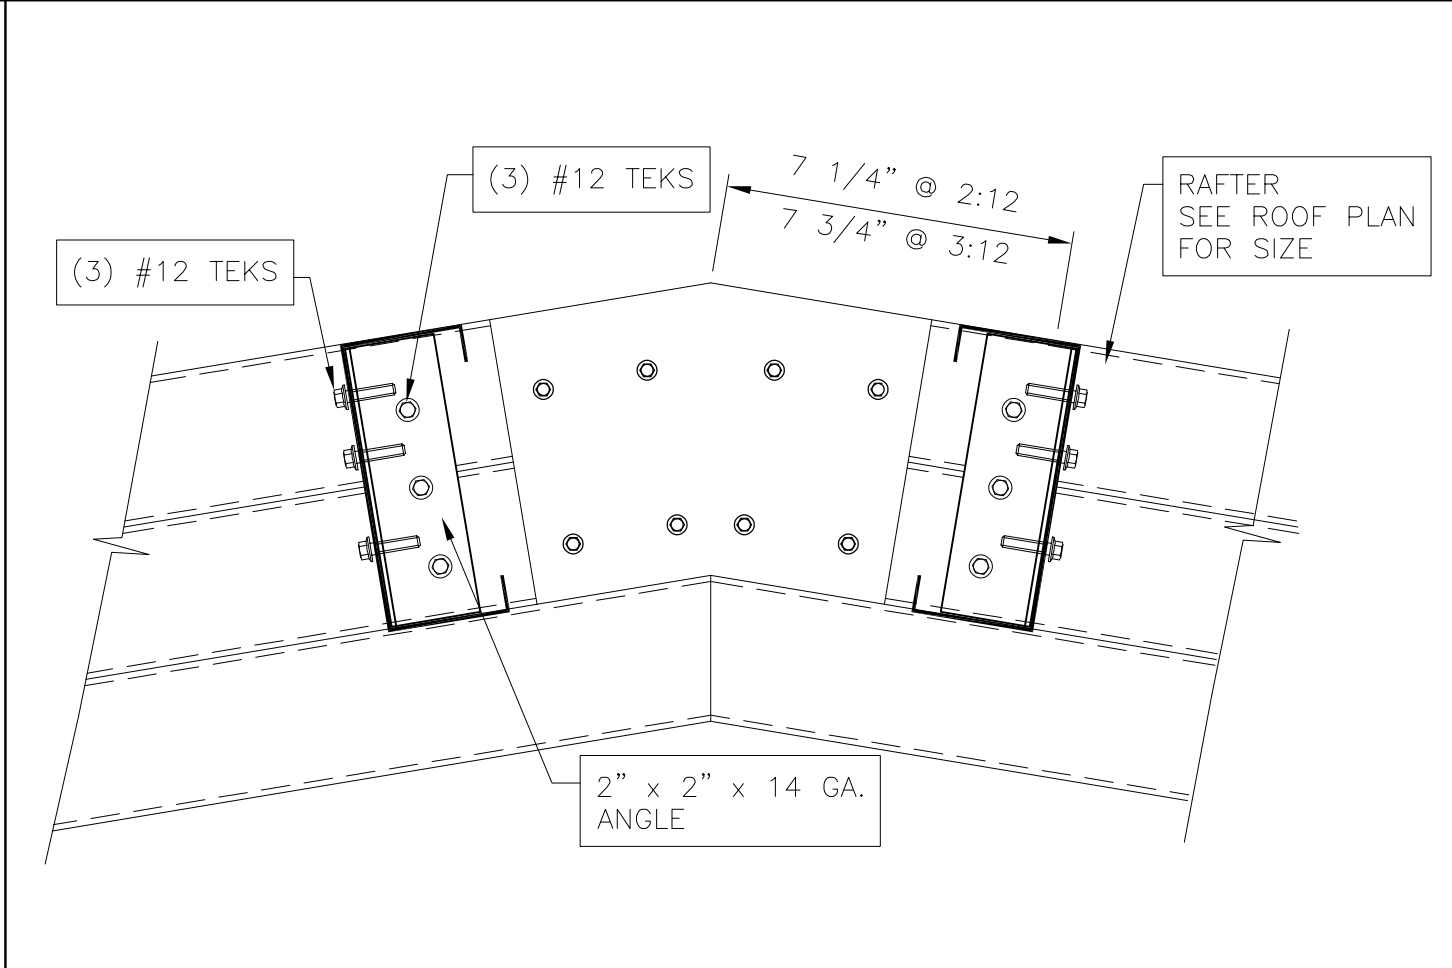 (3) #12 TEKS
7 1/4” @ 2:12
7 3/4” @ 3:12
RAFTER
SEE ROOF PLAN
FOR SIZE
(3) #12 TEKS
2” x 2” x 14 GA.
ANGLE